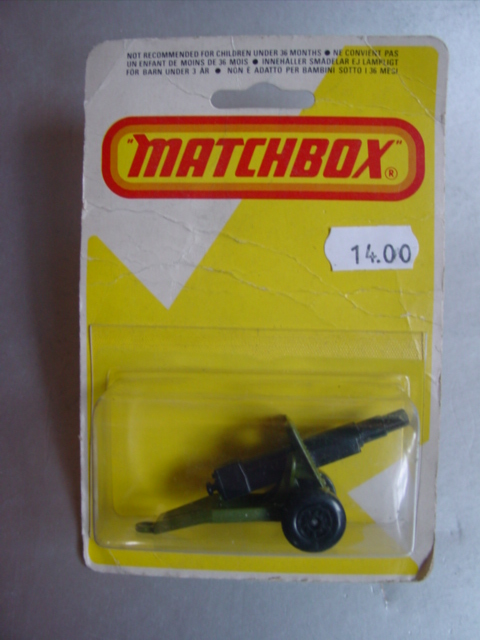 NOT RECOMMENDED FOR CHILDREN UNDER 36 MONTHS ● NE CONVIENT PAS
UN ENFANT DE MOINS DE 36 MOIS ● INNEHÅLLER SMÅDELAR EJ LÄMPLIGT
FÖR BARN UNDER 3 ÅR ● NON È ADATTO PER BAMBINI SOTTO I 36 MESI
"MATCHBOX"®
14.00